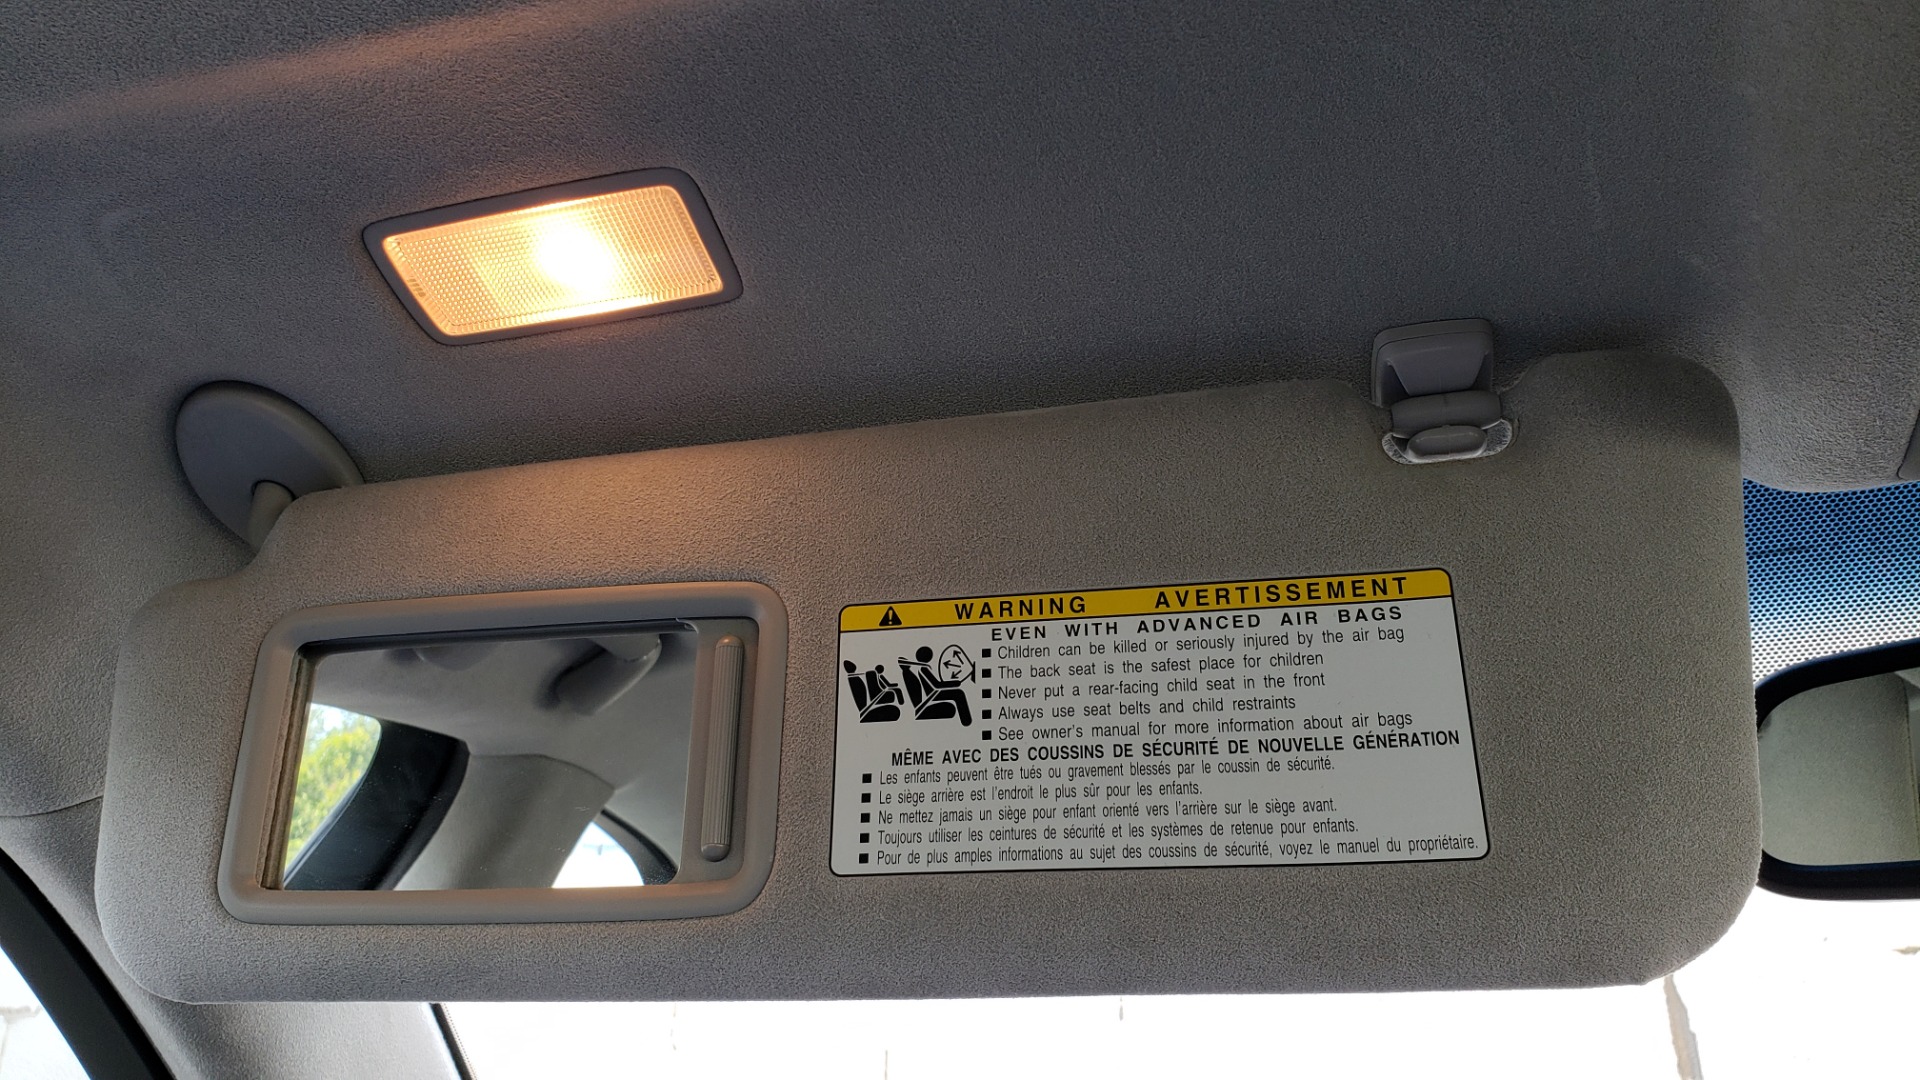 WARNING AVERTISSEMENT
EVEN WITH ADVANCED AIR BAGS
■ Children can be killed or seriously injured by the air bag
■ The back seat is the safest place for children
■ Never put a rear-facing child seat in the front
■ Always use seat belts and child restraints
■ See owner's manual for more information about air bags
MÊME AVEC DES COUSSINS DE SÉCURITÉ DE NOUVELLE GÉNÉRATION
■ Les enfants peuvent être tués ou gravement blessés par le coussin de sécurité.
■ Le siège arrière est l'endroit le plus sûr pour les enfants.
■ Ne mettez jamais un siège pour enfant orienté vers l'arrière sur le siège avant.
■ Toujours utiliser les ceintures de sécurité et les systèmes de retenue pour enfants.
■ Pour de plus amples informations au sujet des coussins de sécurité, voyez le manuel du propriétaire.